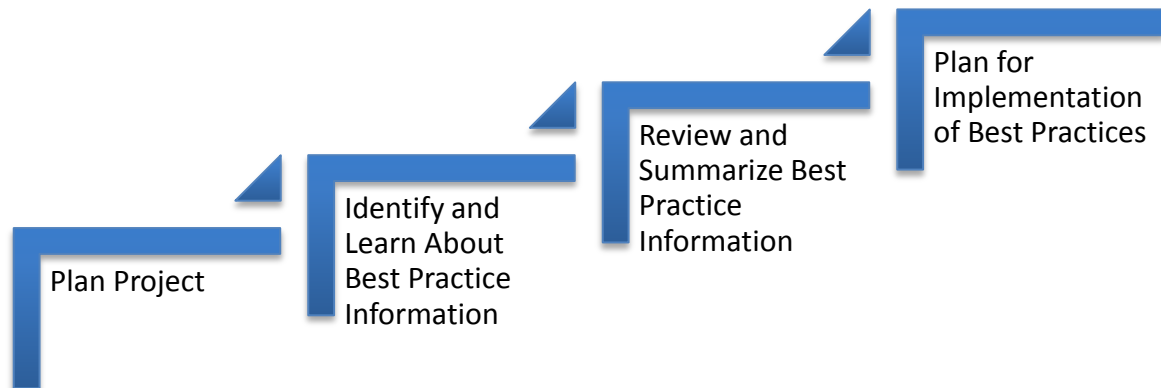 Plan Project
Identify and
Learn About
Best Practice
Information
Review and
Summarize Best
Practice
Information
Plan for
Implementation
of Best Practices